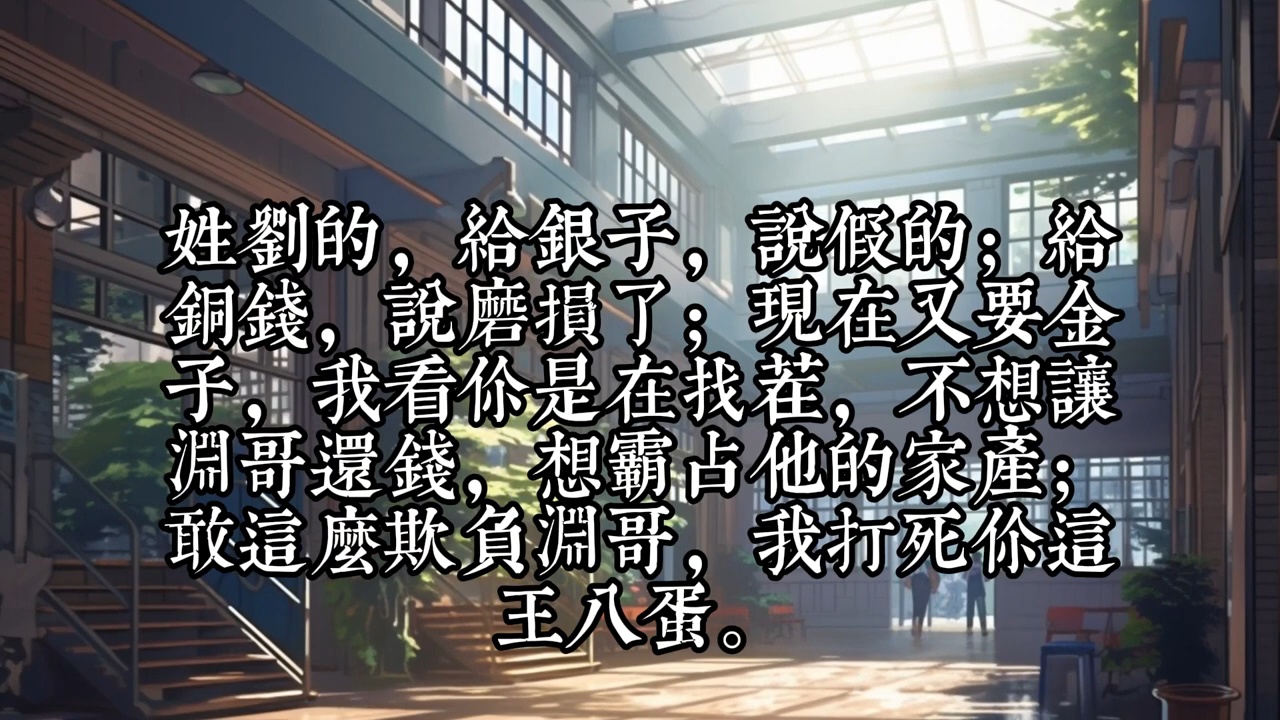 姓劉的，給銀子，說假的；給
銅錢，說磨損了；現在又要金
子，我看你是在找茬，不想讓
淵哥還錢，想霸占他的家產；
敢這麼欺負淵哥，我打死你這
王八蛋。